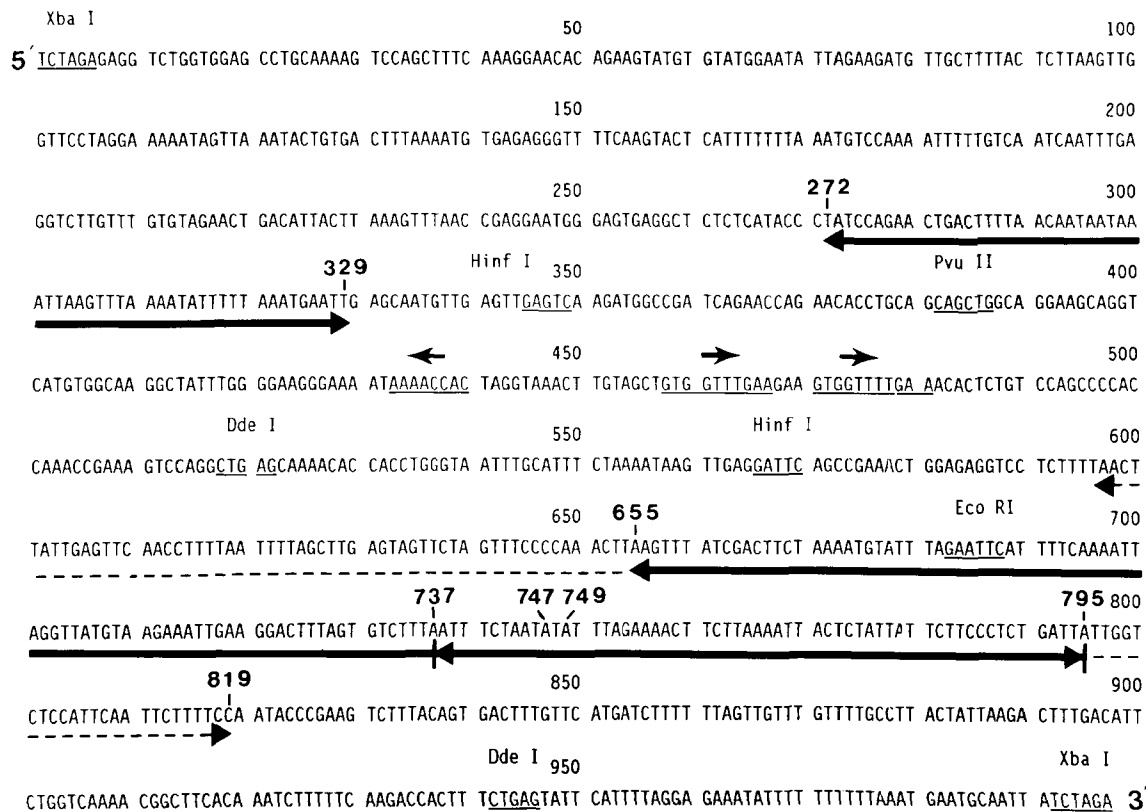 Xba I
50 100
5´ TCTAGAGAGG TCTGGTGGAG CCTGCAAAAG TCCAGCTTTC AAAGGAACAC AGAAGTATGT GTATGGAATA TTAGAAGATG TTGCTTTTAC TCTTAAGTTG
150 200
GTTCCTAGGA AAAATAGTTA AATACTGTGA CTTTAAAATG TGAGAGGGTT TTCAAGTACT CATTTTTTTA AATGTCCAAA ATTTTTGTCA ATCAATTTGA
250 272 300
GGTCTTGTTT GTGTAGAACT GACATTACTT AAAGTTTAAC CGAGGAATGG GAGTGAGGCT CTCTCATACC CTATCCAGAA CTGACTTTTA ACAATAATAA
329 Hinf I 350 Pvu II 400
ATTAAGTTTA AAATATTTTT AAATGAATTG AGCAATGTTG AGTTGAGTCA AGATGGCCGA TCAGAACCAG AACACCTGCA GCAGCTGGCA GGAAGCAGGT
450 500
CATGTGGCAA GGCTATTTGG GGAAGGGAAA ATAAAACCAC TAGGTAAACT TGTAGCTGTG GTTTGAAGAA GTGGTTTTGA AACACTCTGT CCAGCCCCAC
Dde I 550 Hinf I 600
CAAACCGAAA GTCCAGGCTG AGCAAAACAC CACCTGGGTA ATTTGCATTT CTAAAATAAG TTGAGGATTC AGCCGAAACT GGAGAGGTCC TCTTTTAACT
650 655 Eco RI 700
TATTGAGTTC AACCTTTTAA TTTTAGCTTG AGTAGTTCTA GTTTCCCCAA ACTTAAGTTT ATCGACTTCT AAAATGTATT TAGAATTCAT TTTCAAAATT
737 747 749 795 800
AGGTTATGTA AGAAATTGAA GGACTTTAGT GTCTTTAATT TCTAATATAT TTAGAAAACT TCTTAAAATT ACTCTATTAT TCTTCCCTCT GATTATTGGT
819 850 900
CTCCATTCAA TTCTTTTCCA ATACCCGAAG TCTTTACAGT GACTTTGTTC ATGATCTTTT TTAGTTGTTT GTTTTGCCTT ACTATTAAGA CTTTGACATT
Dde I 950 Xba I
CTGGTCAAAA CGGCTTCACA AATCTTTTTC AAGACCACTT TCTGAGTATT CATTTTAGGA GAAATATTTT TTTTTTAAAT GAATGCAATT ATCTAGA 3´